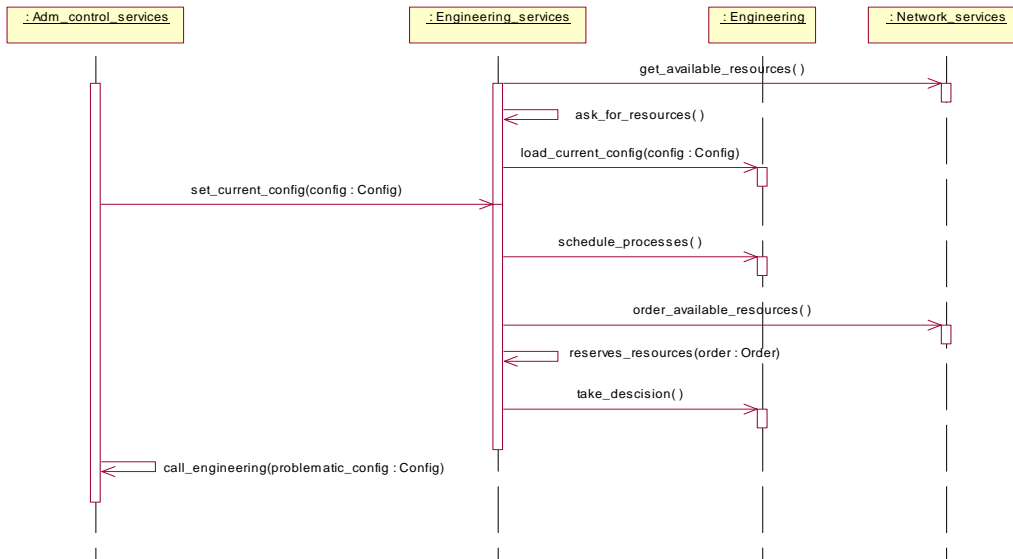 : Adm_control_services
: Engineering_services
: Engineering
: Network_services
get_available_resources( )
ask_for_resources( )
load_current_config(config : Config)
set_current_config(config : Config)
schedule_processes( )
order_available_resources( )
reserves_resources(order : Order)
take_descision( )
call_engineering(problematic_config : Config)